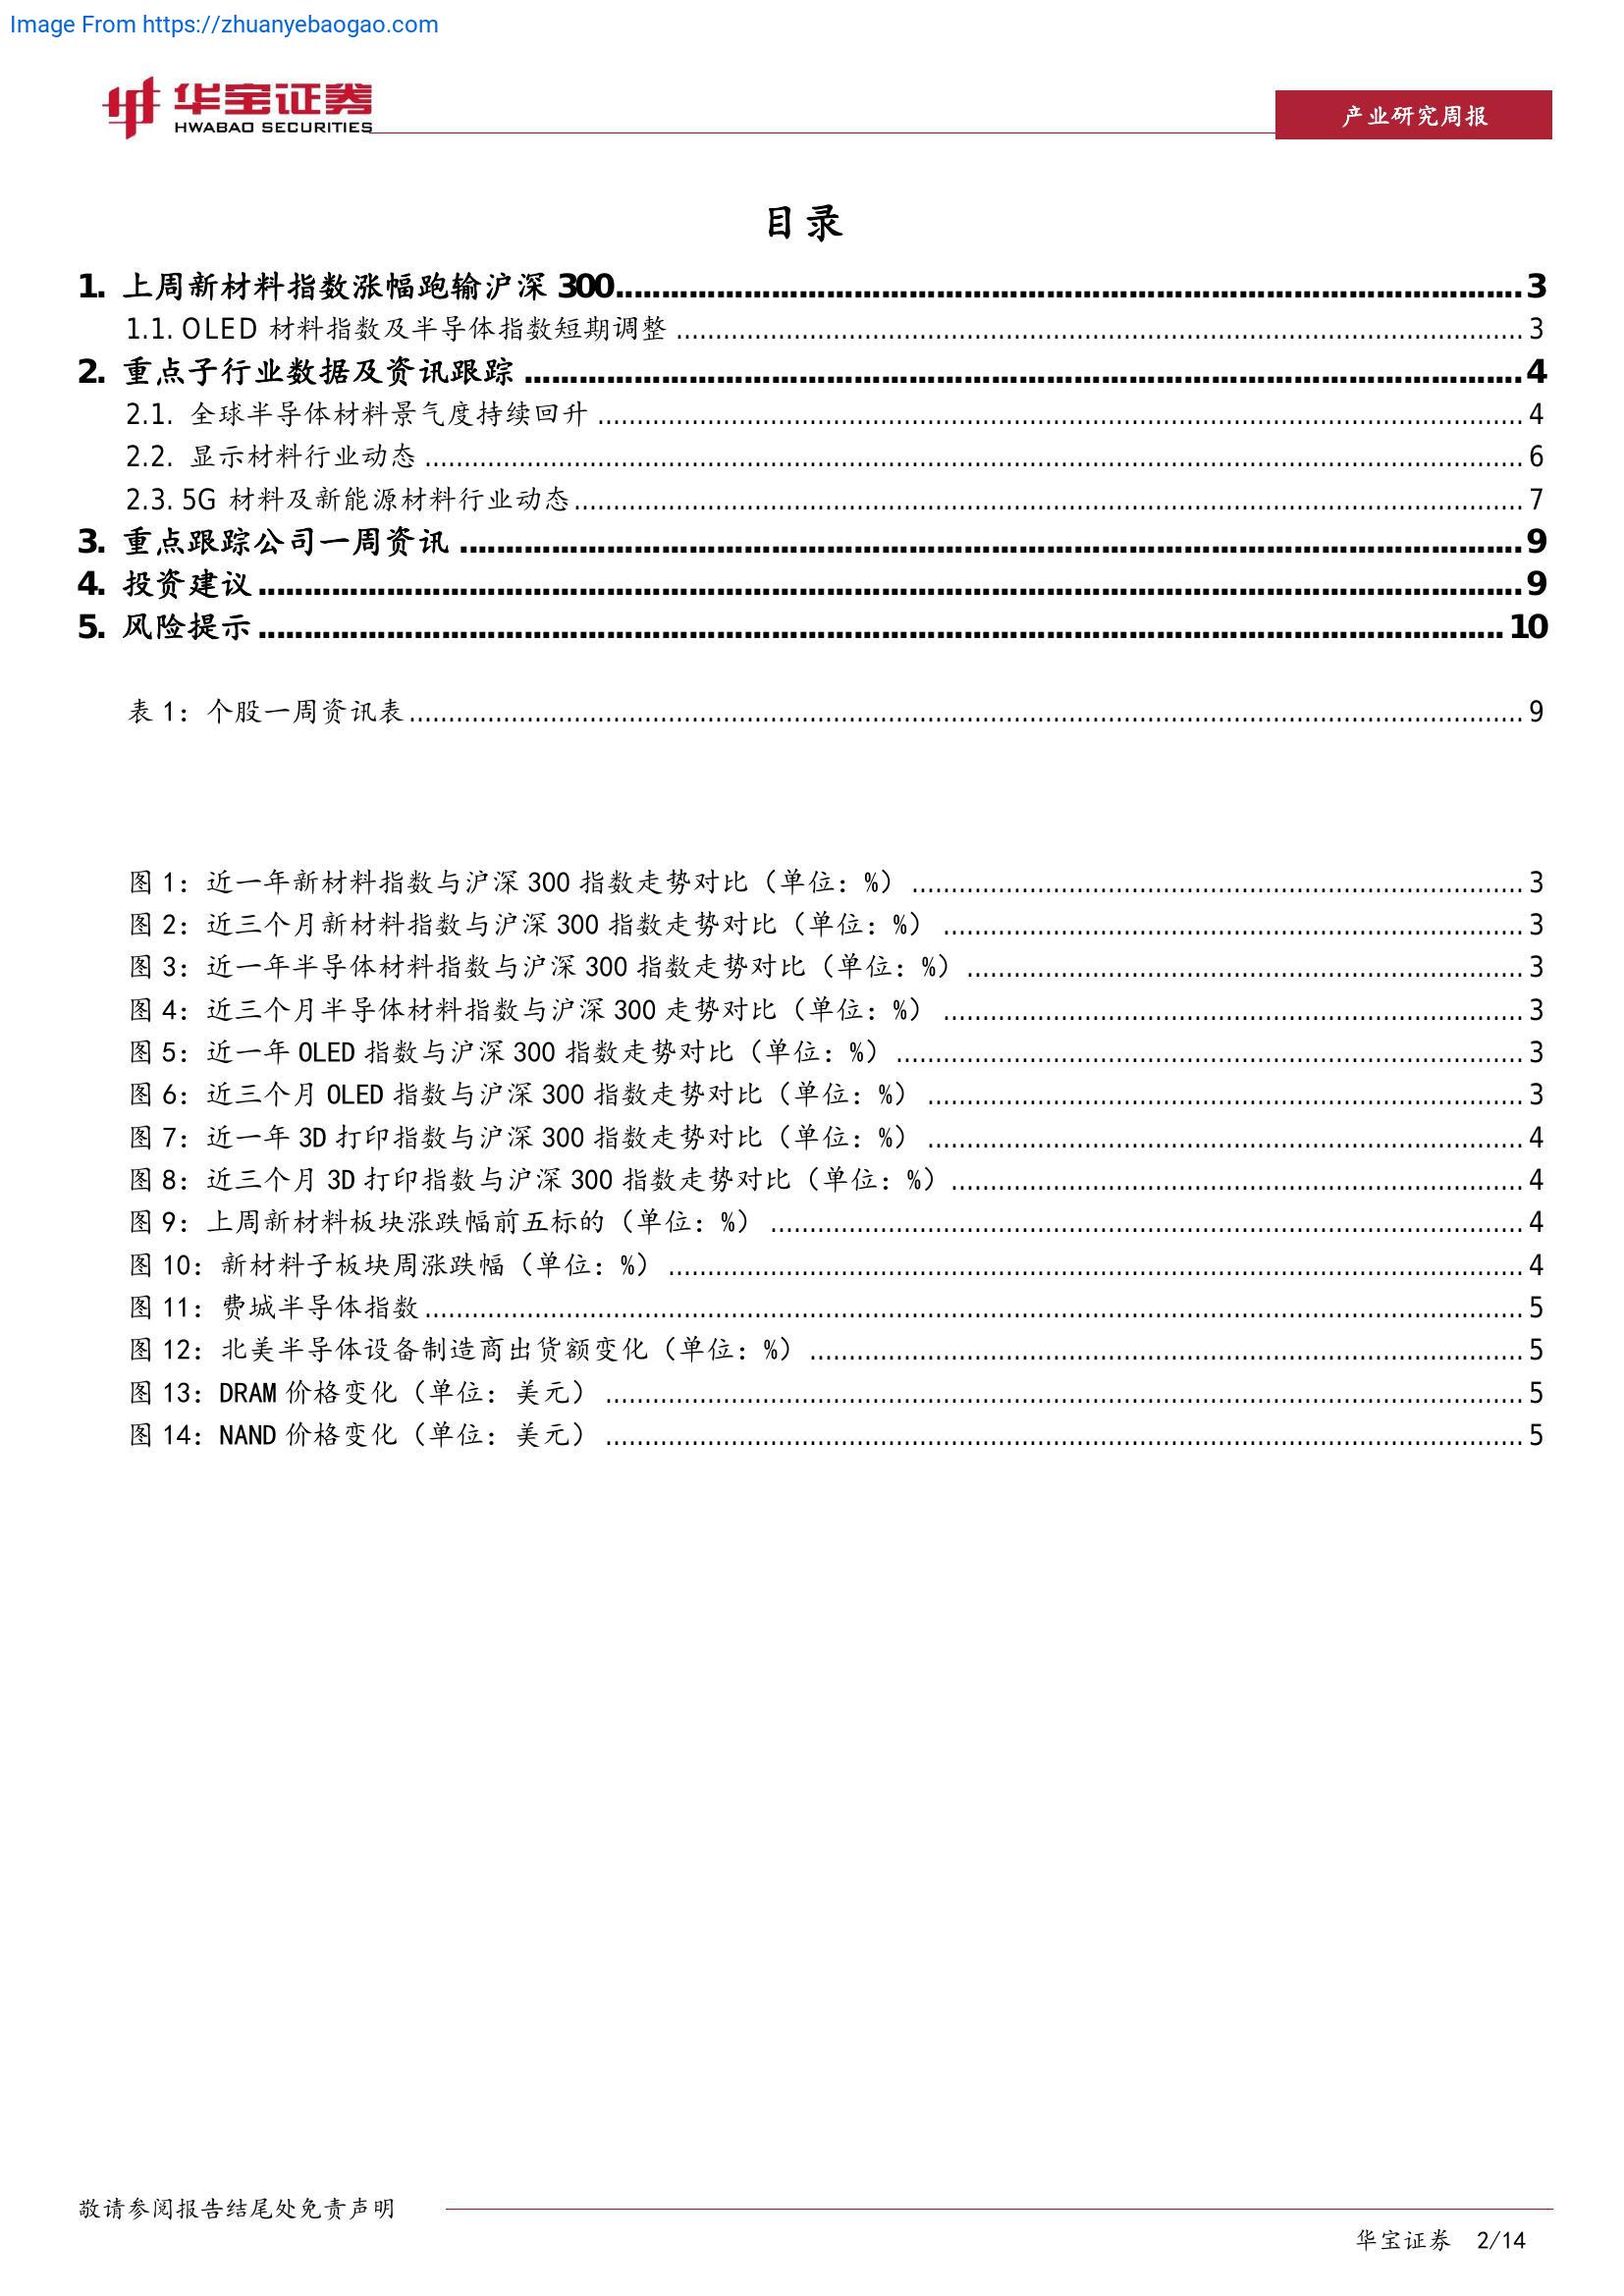 Image From https://zhuanyebaogao.com
华宝证券
HWABAO SECURITIES
产业研究周报
目录
1. 上周新材料指数涨幅跑输沪深 300 3
1.1. OLED 材料指数及半导体指数短期调整 3
2. 重点子行业数据及资讯跟踪 4
2.1. 全球半导体材料景气度持续回升 4
2.2. 显示材料行业动态 6
2.3. 5G 材料及新能源材料行业动态 7
3. 重点跟踪公司一周资讯 9
4. 投资建议 9
5. 风险提示 10
表 1：个股一周资讯表 9
图 1：近一年新材料指数与沪深 300 指数走势对比（单位：%） 3
图 2：近三个月新材料指数与沪深 300 指数走势对比（单位：%） 3
图 3：近一年半导体材料指数与沪深 300 指数走势对比（单位：%） 3
图 4：近三个月半导体材料指数与沪深 300 走势对比（单位：%） 3
图 5：近一年 OLED 指数与沪深 300 指数走势对比（单位：%） 3
图 6：近三个月 OLED 指数与沪深 300 指数走势对比（单位：%） 3
图 7：近一年 3D 打印指数与沪深 300 指数走势对比（单位：%） 4
图 8：近三个月 3D 打印指数与沪深 300 指数走势对比（单位：%） 4
图 9：上周新材料板块涨跌幅前五标的（单位：%） 4
图 10：新材料子板块周涨跌幅（单位：%） 4
图 11：费城半导体指数 5
图 12：北美半导体设备制造商出货额变化（单位：%） 5
图 13：DRAM 价格变化（单位：美元） 5
图 14：NAND 价格变化（单位：美元） 5
敬请参阅报告结尾处免责声明
华宝证券 2/14